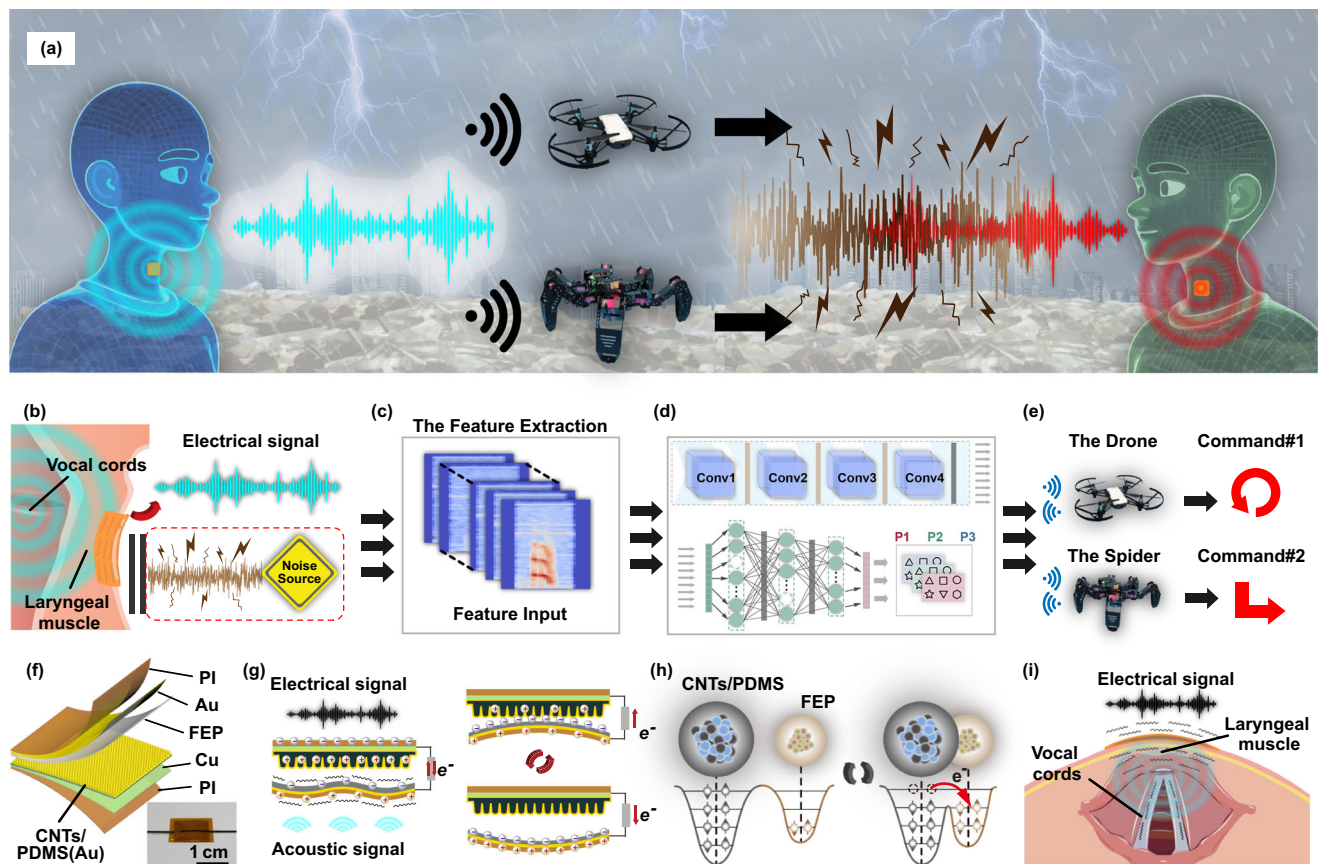 (a)
(b)
Vocal cords
Electrical signal
Laryngeal
muscle
Noise
Source
(c)
The Feature Extraction
Feature Input
(d)
Conv1
Conv2
Conv3
Conv4
P1
P2
P3
(e)
The Drone
Command#1
The Spider
Command#2
(f)
PI
Au
FEP
Cu
PI
CNTs/
PDMS(Au)
1 cm
(g)
Electrical signal
e-
Acoustic signal
e-
e-
(h)
CNTs/PDMS
FEP
e-
(i)
Electrical signal
Laryngeal
muscle
Vocal
cords